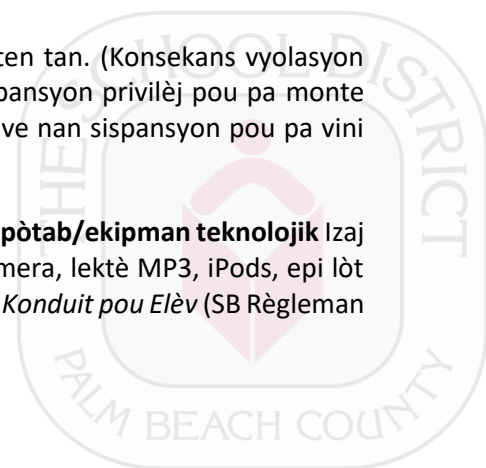 ten tan. (Konsekans vyolasyon
pansyon privilèj pou pa monte
ve nan sispansyon pou pa vini
pòtab/ekipman teknolojik Izaj
mera, lektè MP3, iPods, epi lòt
Konduit pou Elèv (SB Règleman
THE SCHOOL DISTRICT
PALM BEACH COUNTY